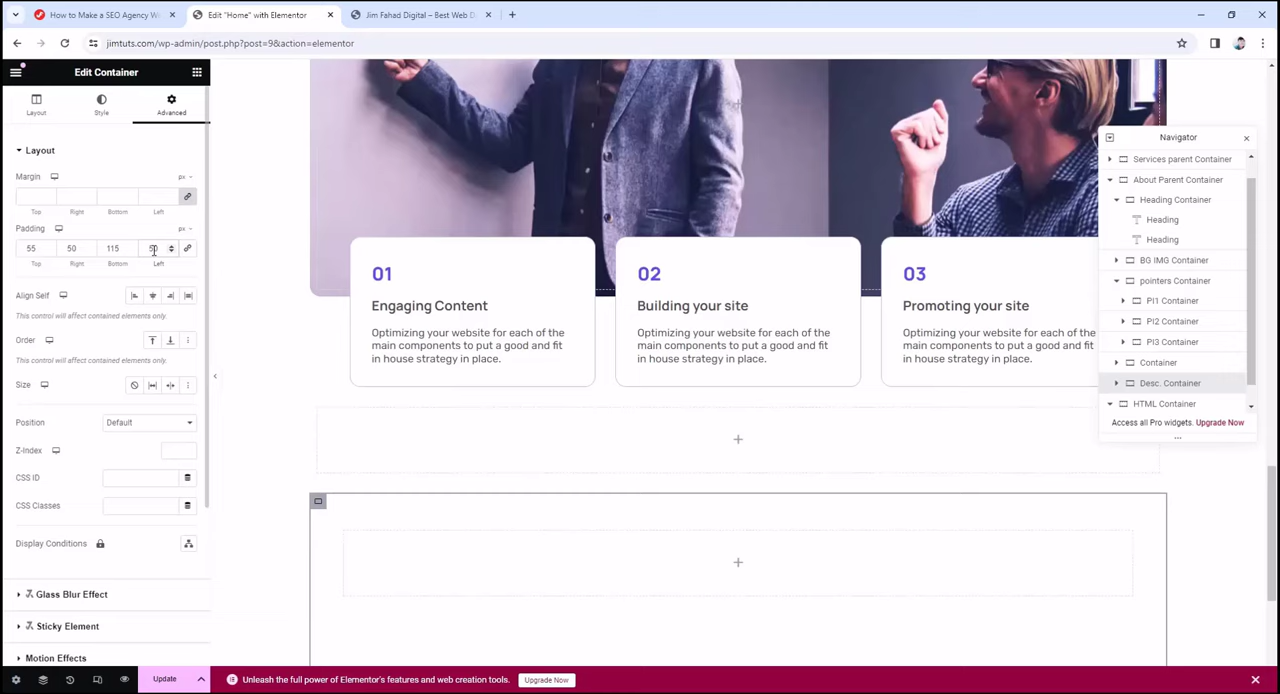 How to Make a SEO Agency W
Edit "Home" with Elementor
Jim Fahad Digital – Best Web D
jimtuts.com/wp-admin/post.php?post=9&action=elementor
Edit Container
Layout
Style
Advanced
Layout
Margin
px
Top Right Bottom Left
Padding
px
55 50 115 50
Top Right Bottom Left
Align Self
This control will affect contained elements only.
Order
This control will affect contained elements only.
Size
Position
Default
Z-Index
CSS ID
CSS Classes
Display Conditions
Glass Blur Effect
Sticky Element
Motion Effects
Update
01
Engaging Content
Optimizing your website for each of the
main components to put a good and fit
in house strategy in place.
02
Building your site
Optimizing your website for each of the
main components to put a good and fit
in house strategy in place.
03
Promoting your site
Optimizing your website for each of the
main components to put a good and fit
in house strategy in place.
Navigator
Services parent Container
About Parent Container
Heading Container
Heading
Heading
BG IMG Container
pointers Container
PI1 Container
PI2 Container
PI3 Container
Container
Desc. Container
HTML Container
Access all Pro widgets. Upgrade Now
Unleash the full power of Elementor's features and web creation tools.
Upgrade Now